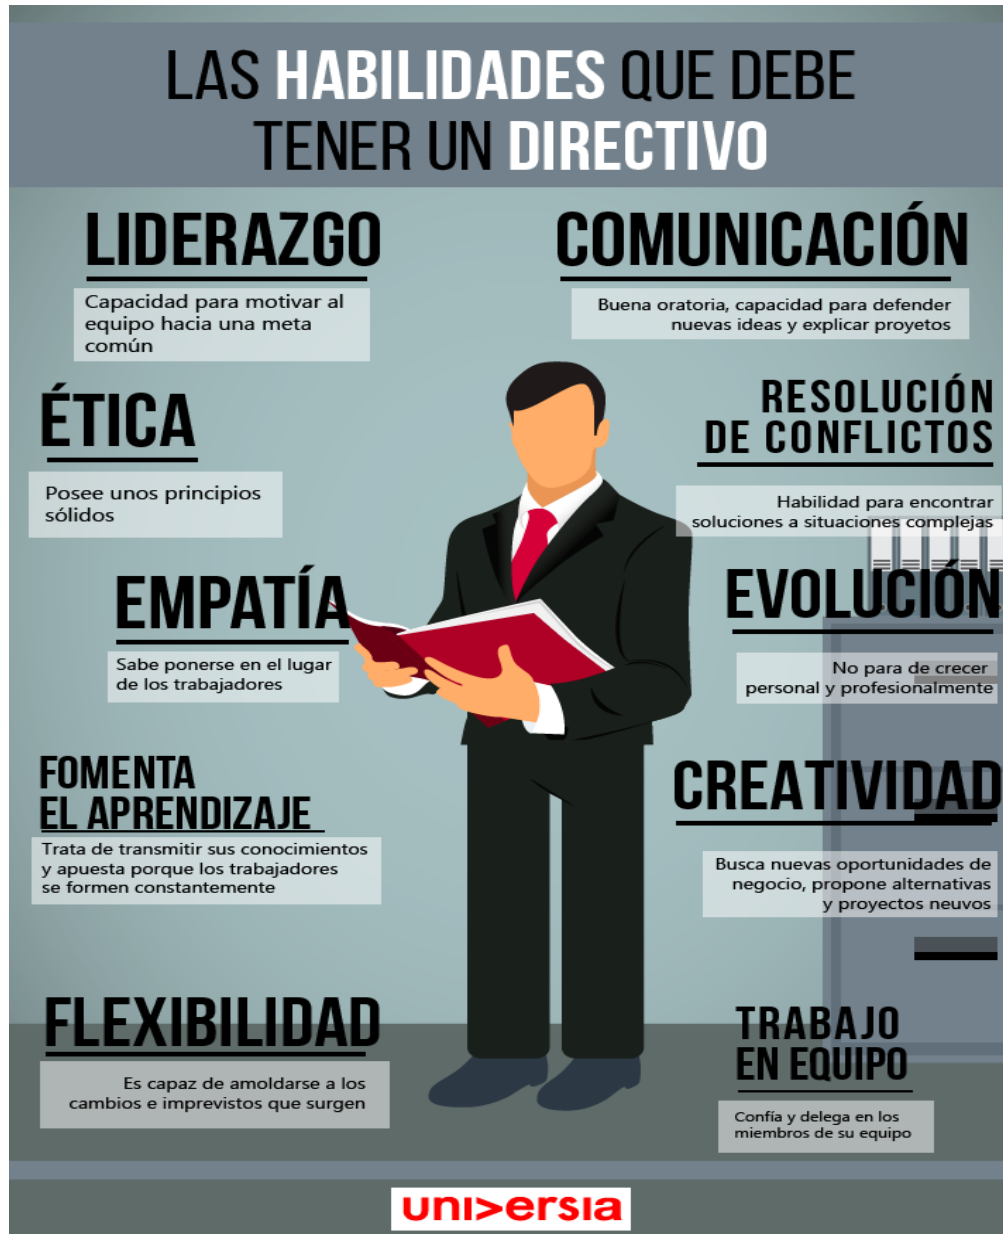 LAS HABILIDADES QUE DEBE
TENER UN DIRECTIVO
LIDERAZGO
Capacidad para motivar al
equipo hacia una meta
común
COMUNICACIÓN
Buena oratoria, capacidad para defender
nuevas ideas y explicar proyetos
ÉTICA
Posee unos principios
sólidos
RESOLUCIÓN
DE CONFLICTOS
Habilidad para encontrar
soluciones a situaciones complejas
EMPATÍA
Sabe ponerse en el lugar
de los trabajadores
EVOLUCIÓN
No para de crecer
personal y profesionalmente
FOMENTA
EL APRENDIZAJE
Trata de transmitir sus conocimientos
y apuesta porque los trabajadores
se formen constantemente
CREATIVIDAD
Busca nuevas oportunidades de
negocio, propone alternativas
y proyectos neuvos
FLEXIBILIDAD
Es capaz de amoldarse a los
cambios e imprevistos que surgen
TRABAJO
EN EQUIPO
Confía y delega en los
miembros de su equipo
universia